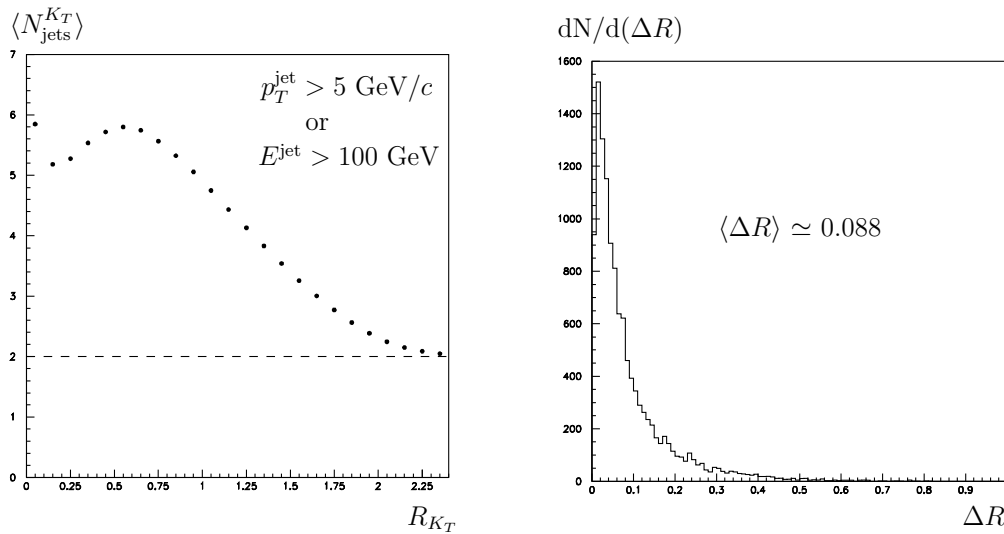 ⟨N_jets^{K_T}⟩
7
6
5
4
3
2
1
0
0 0.25 0.5 0.75 1 1.25 1.5 1.75 2 2.25
R_{K_T}
p_T^{jet} > 5 GeV/c
or
E^{jet} > 100 GeV
dN/d(ΔR)
1600
1400
1200
1000
800
600
400
200
0
0 0.1 0.2 0.3 0.4 0.5 0.6 0.7 0.8 0.9
ΔR
⟨ΔR⟩ ≃ 0.088